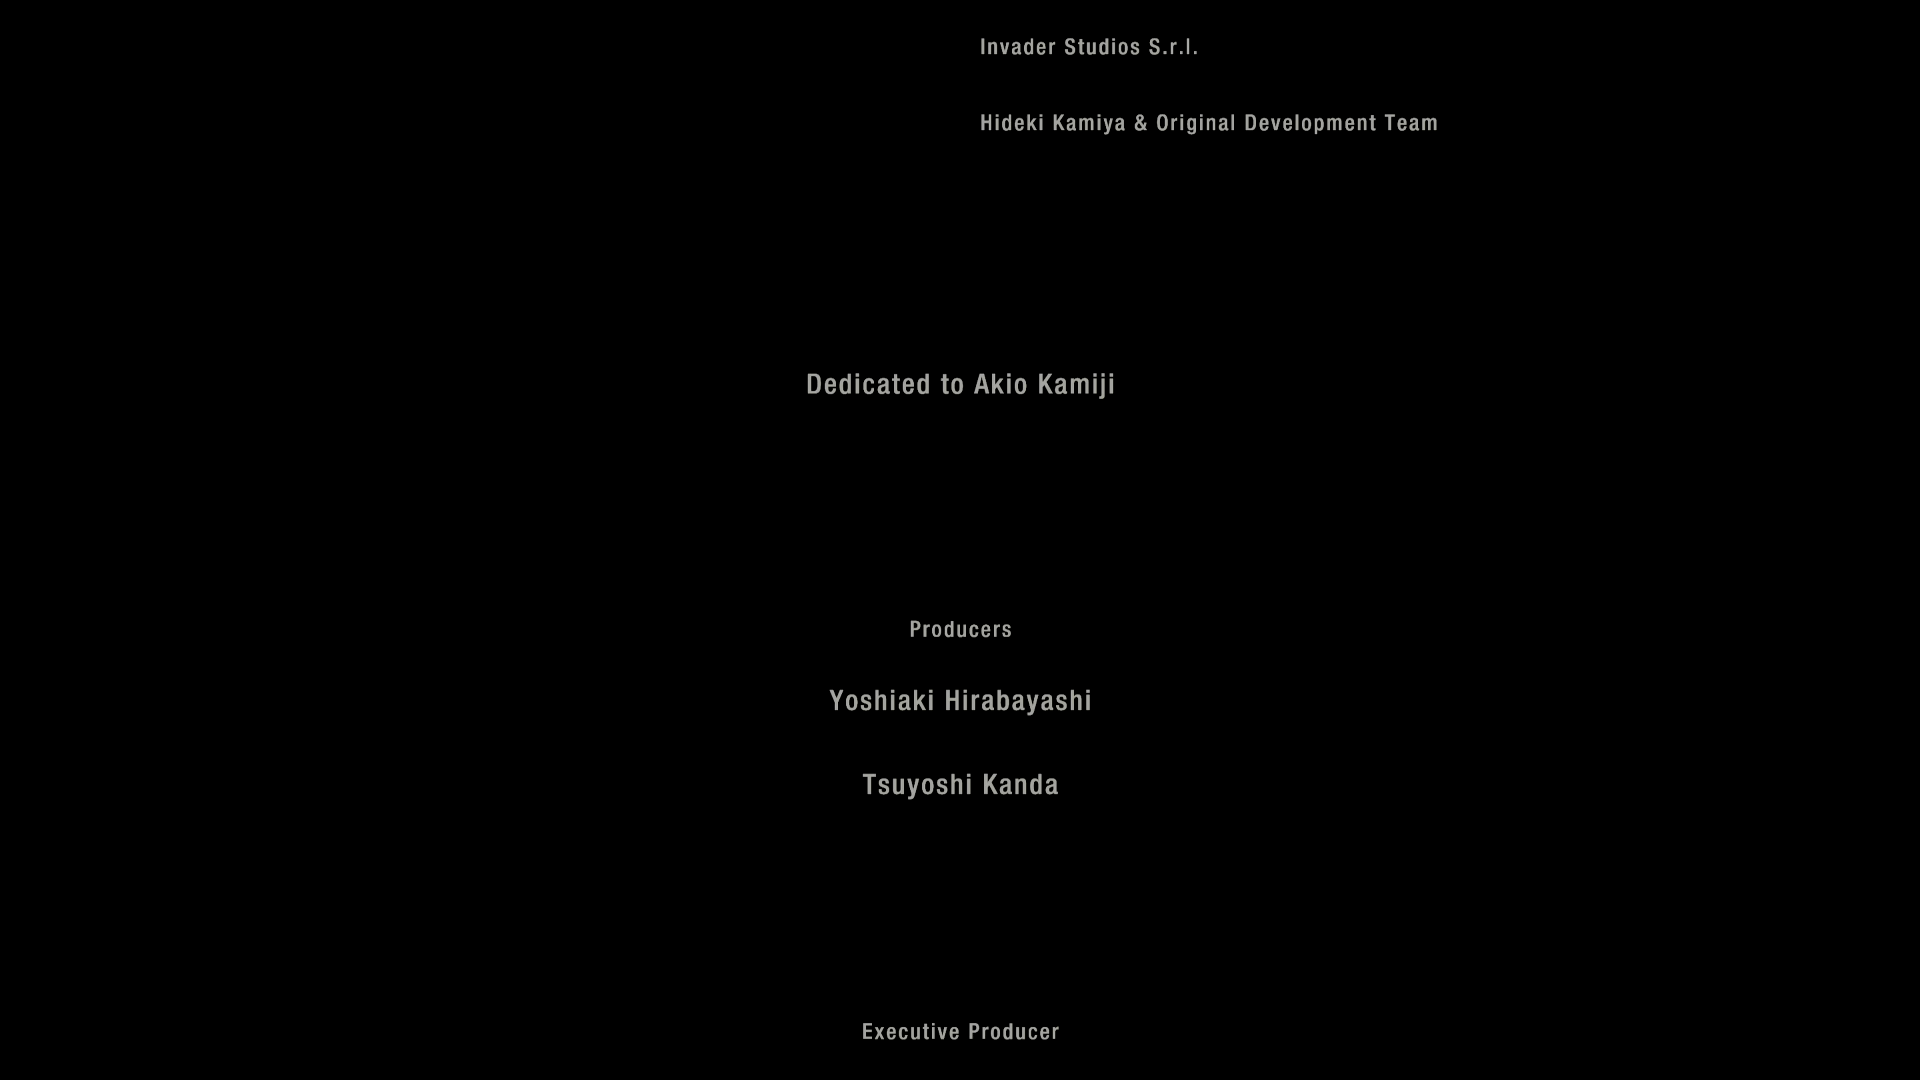 Invader Studios S.r.l.
Hideki Kamiya & Original Development Team
Dedicated to Akio Kamiji
Producers
Yoshiaki Hirabayashi
Tsuyoshi Kanda
Executive Producer